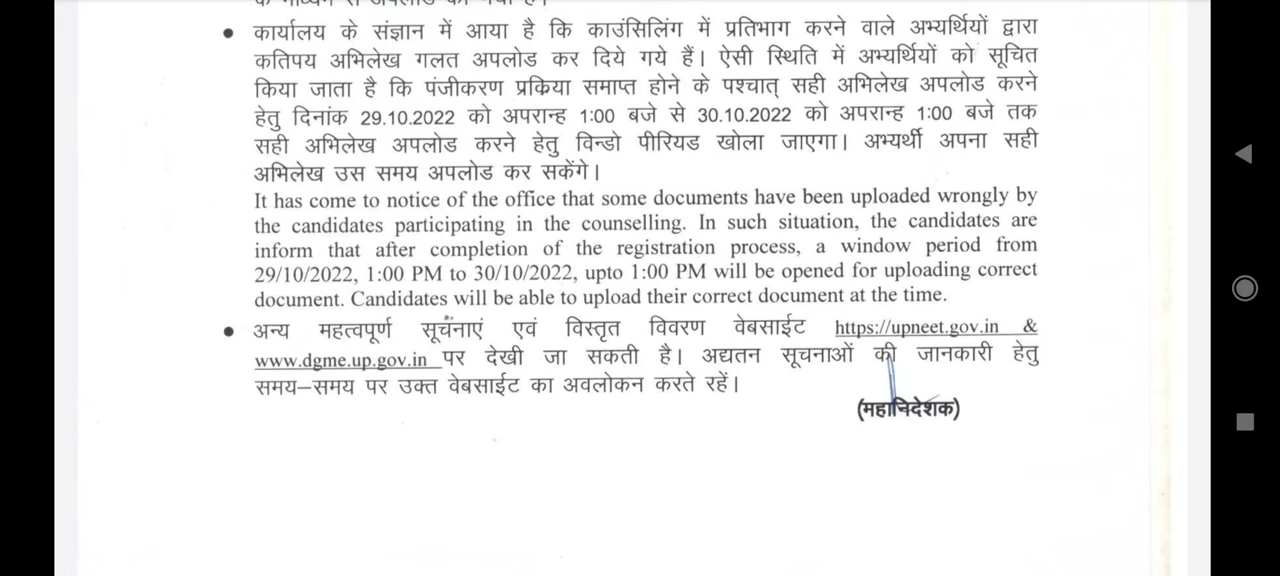 के माध्यम से अपलोड की गयी है।
• कार्यालय के संज्ञान में आया है कि काउंसिलिंग में प्रतिभाग करने वाले अभ्यर्थियों द्वारा
कतिपय अभिलेख गलत अपलोड कर दिये गये हैं। ऐसी स्थिति में अभ्यर्थियों को सूचित
किया जाता है कि पंजीकरण प्रक्रिया समाप्त होने के पश्चात् सही अभिलेख अपलोड करने
हेतु दिनांक 29.10.2022 को अपरान्ह 1:00 बजे से 30.10.2022 को अपरान्ह 1:00 बजे तक
सही अभिलेख अपलोड करने हेतु विन्डो पीरियड खोला जाएगा। अभ्यर्थी अपना सही
अभिलेख उस समय अपलोड कर सकेंगे।
It has come to notice of the office that some documents have been uploaded wrongly by
the candidates participating in the counselling. In such situation, the candidates are
inform that after completion of the registration process, a window period from
29/10/2022, 1:00 PM to 30/10/2022, upto 1:00 PM will be opened for uploading correct
document. Candidates will be able to upload their correct document at the time.
• अन्य महत्वपूर्ण सूचनाएं एवं विस्तृत विवरण वेबसाईट https://upneet.gov.in &
www.dgme.up.gov.in पर देखी जा सकती है। अद्यतन सूचनाओं की जानकारी हेतु
समय–समय पर उक्त वेबसाईट का अवलोकन करते रहें।
(महानिदेशक)